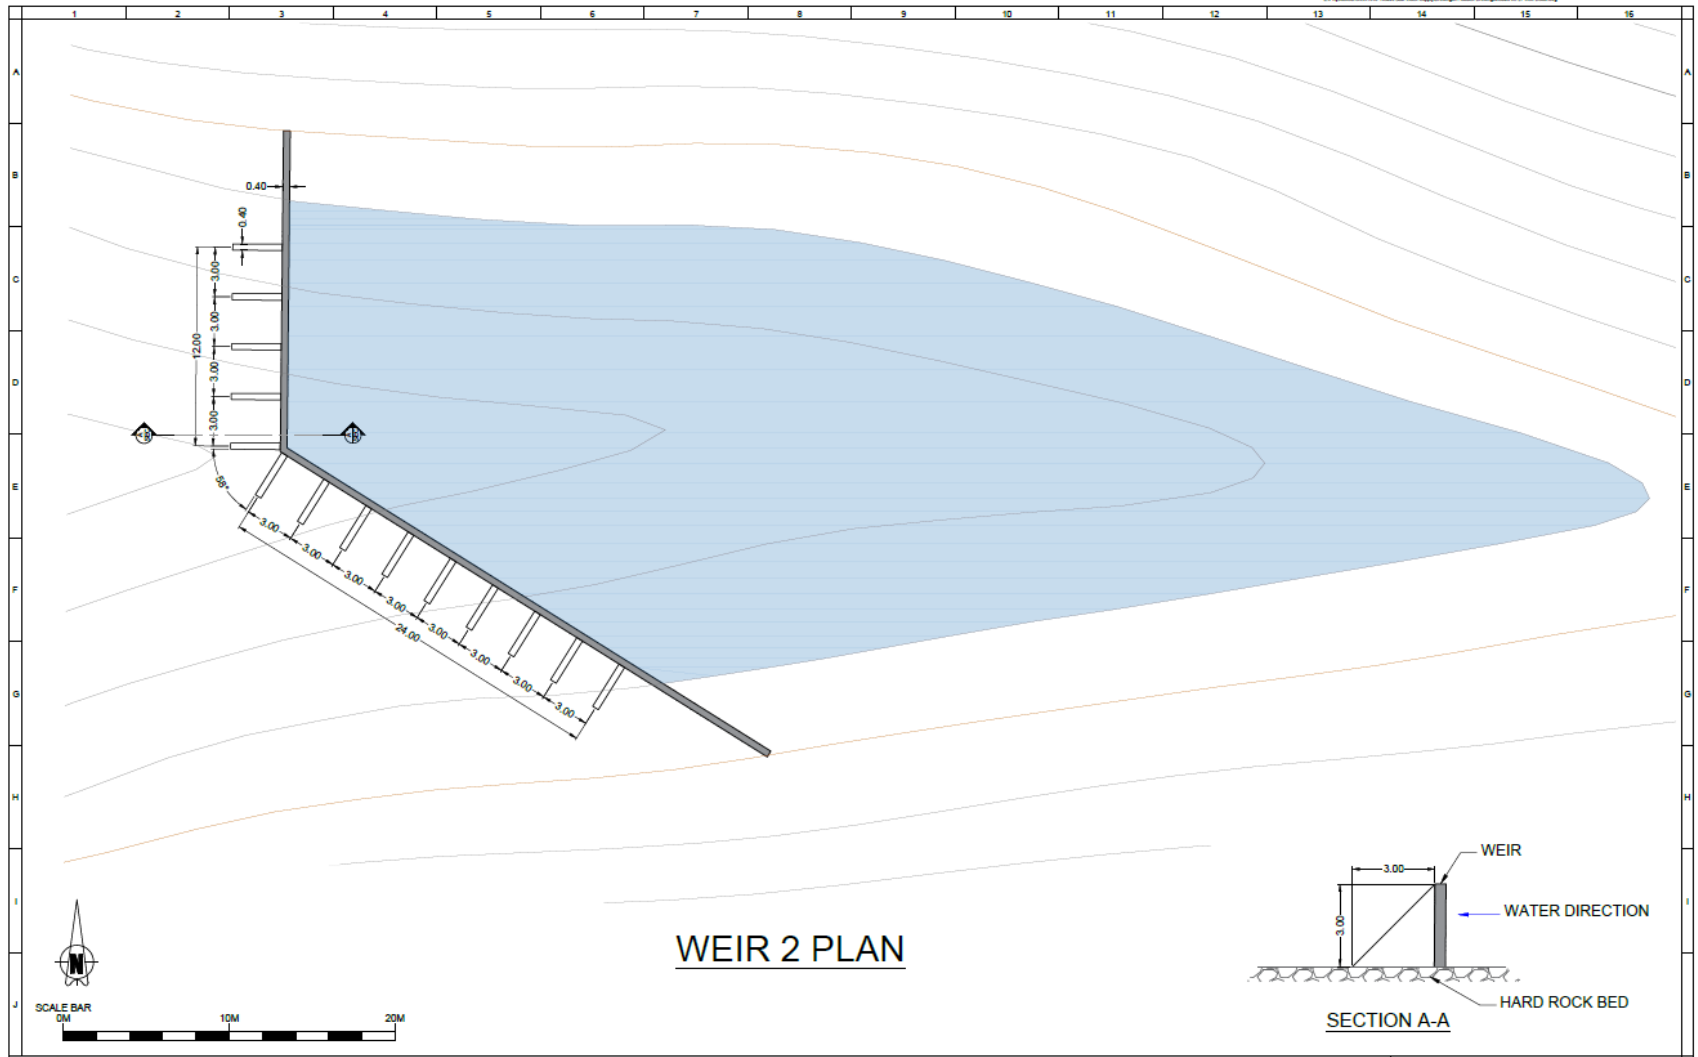 1 2 3 4 5 6 7 8 9 10 11 12 13 14 15 16
A A
B B
0.40
0.40
C C
3.00
3.00
12.00
3.00
D D
3.00
E E
58°
3.00
3.00
3.00
F F
3.00
3.00
24.00
3.00
3.00
G G
3.00
H H
WEIR
3.00
I I
WATER DIRECTION
3.00
WEIR 2 PLAN
N
HARD ROCK BED
J
SECTION A-A
SCALE BAR
0M 10M 20M